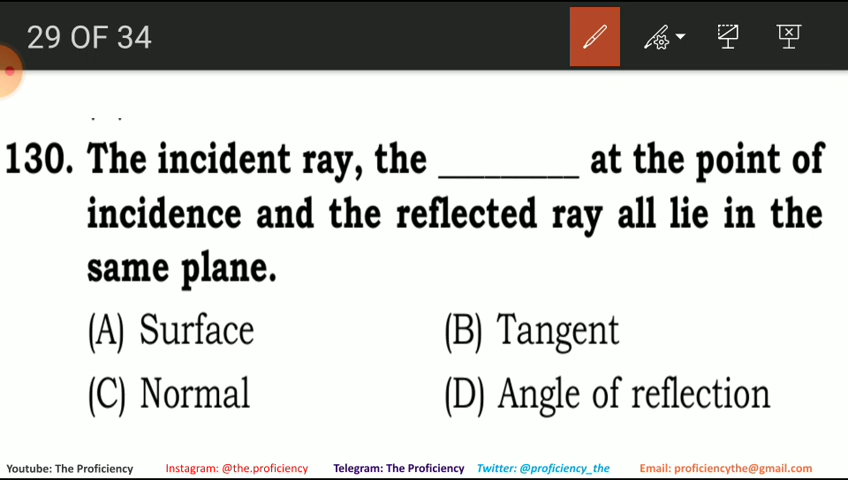 29 OF 34
130. The incident ray, the ________ at the point of
incidence and the reflected ray all lie in the
same plane.
(A) Surface (B) Tangent
(C) Normal (D) Angle of reflection
Youtube: The Proficiency Instagram: @the.proficiency Telegram: The Proficiency Twitter: @proficiency_the Email: proficiencythe@gmail.com